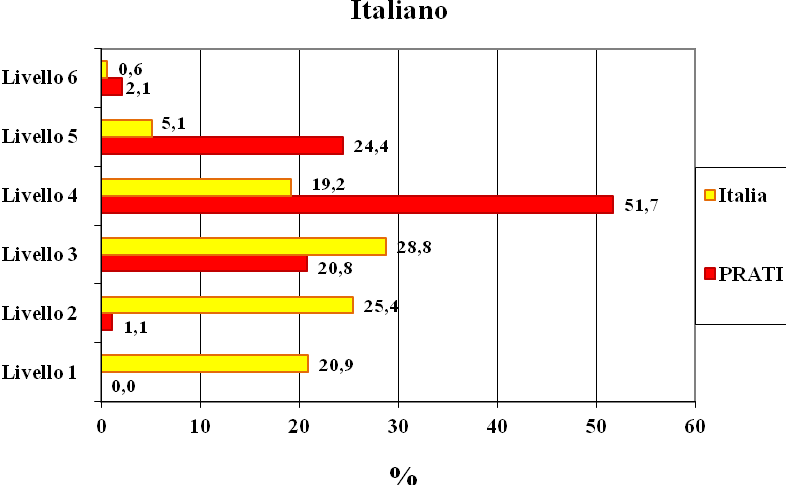 Italiano
Livello 6
0,6
2,1
Livello 5
5,1
24,4
Livello 4
19,2
51,7
Italia
Livello 3
28,8
20,8
PRATI
Livello 2
25,4
1,1
Livello 1
20,9
0,0
0 10 20 30 40 50 60
%